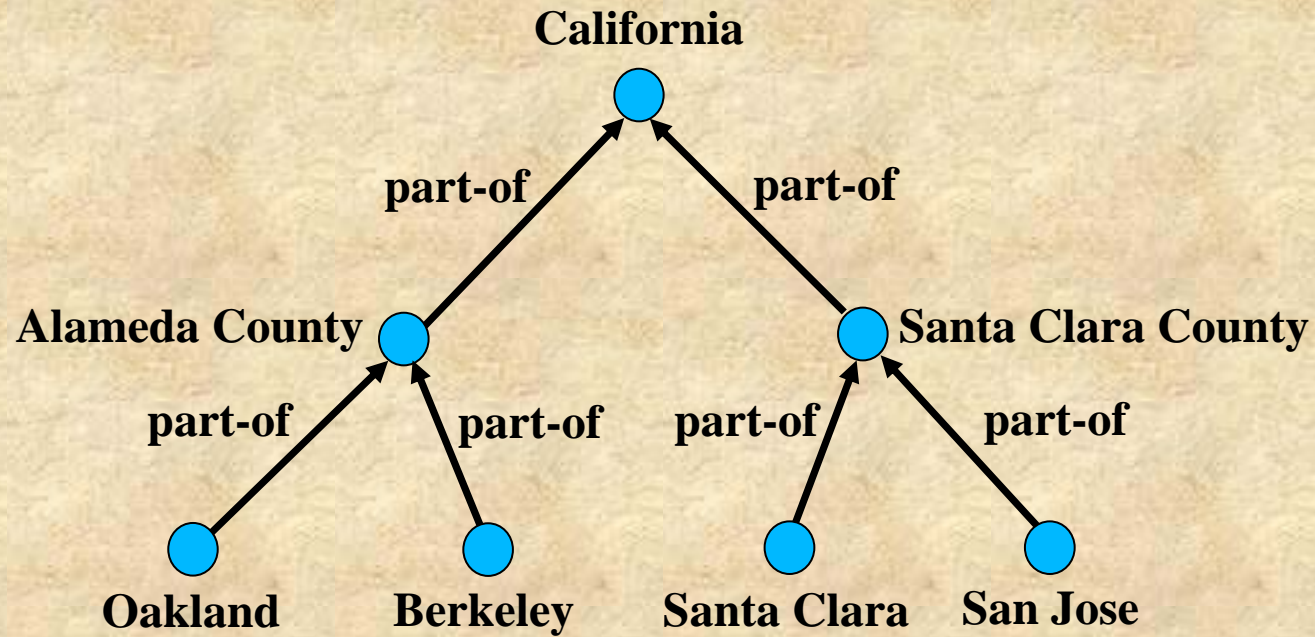 California
part-of
part-of
Alameda County
Santa Clara County
part-of
part-of
part-of
part-of
Oakland
Berkeley
Santa Clara
San Jose